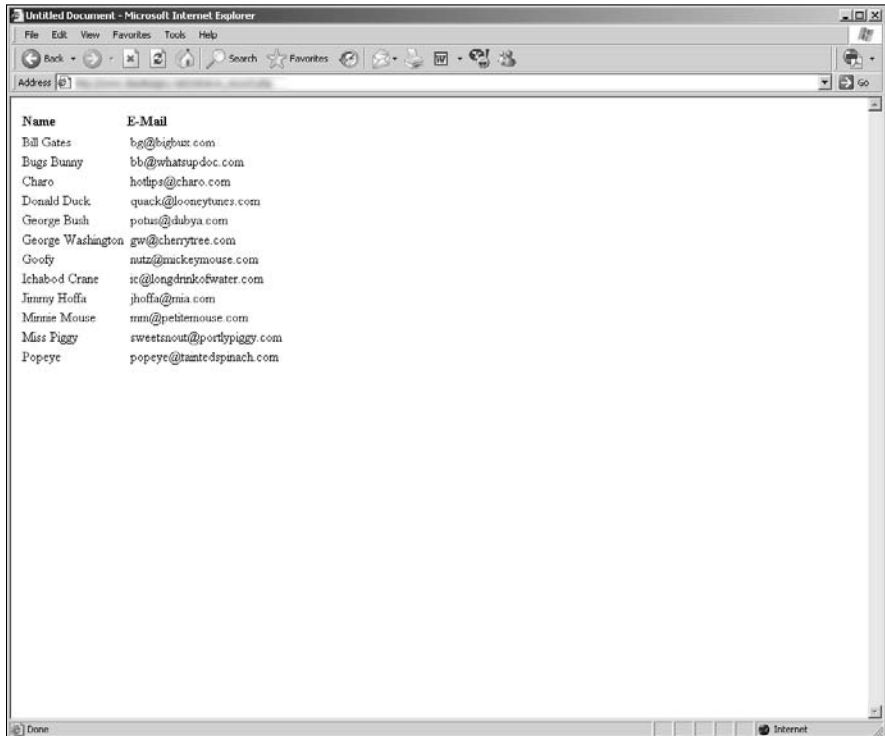 Untitled Document - Microsoft Internet Explorer
File Edit View Favorites Tools Help
Back Search Favorites
Address Go
Name E-Mail
Bill Gates bg@bigbux.com
Bugs Bunny bb@whatsupdoc.com
Charo hotlips@charo.com
Donald Duck quack@looneytunes.com
George Bush potus@dubya.com
George Washington gw@cherrytree.com
Goofy nutz@mickeymouse.com
Ichabod Crane ic@longdrinkofwater.com
Jimmy Hoffa jhoffa@mia.com
Minnie Mouse mm@petitemouse.com
Miss Piggy sweetsnout@portlypiggy.com
Popeye popeye@taintedspinach.com
Done Internet